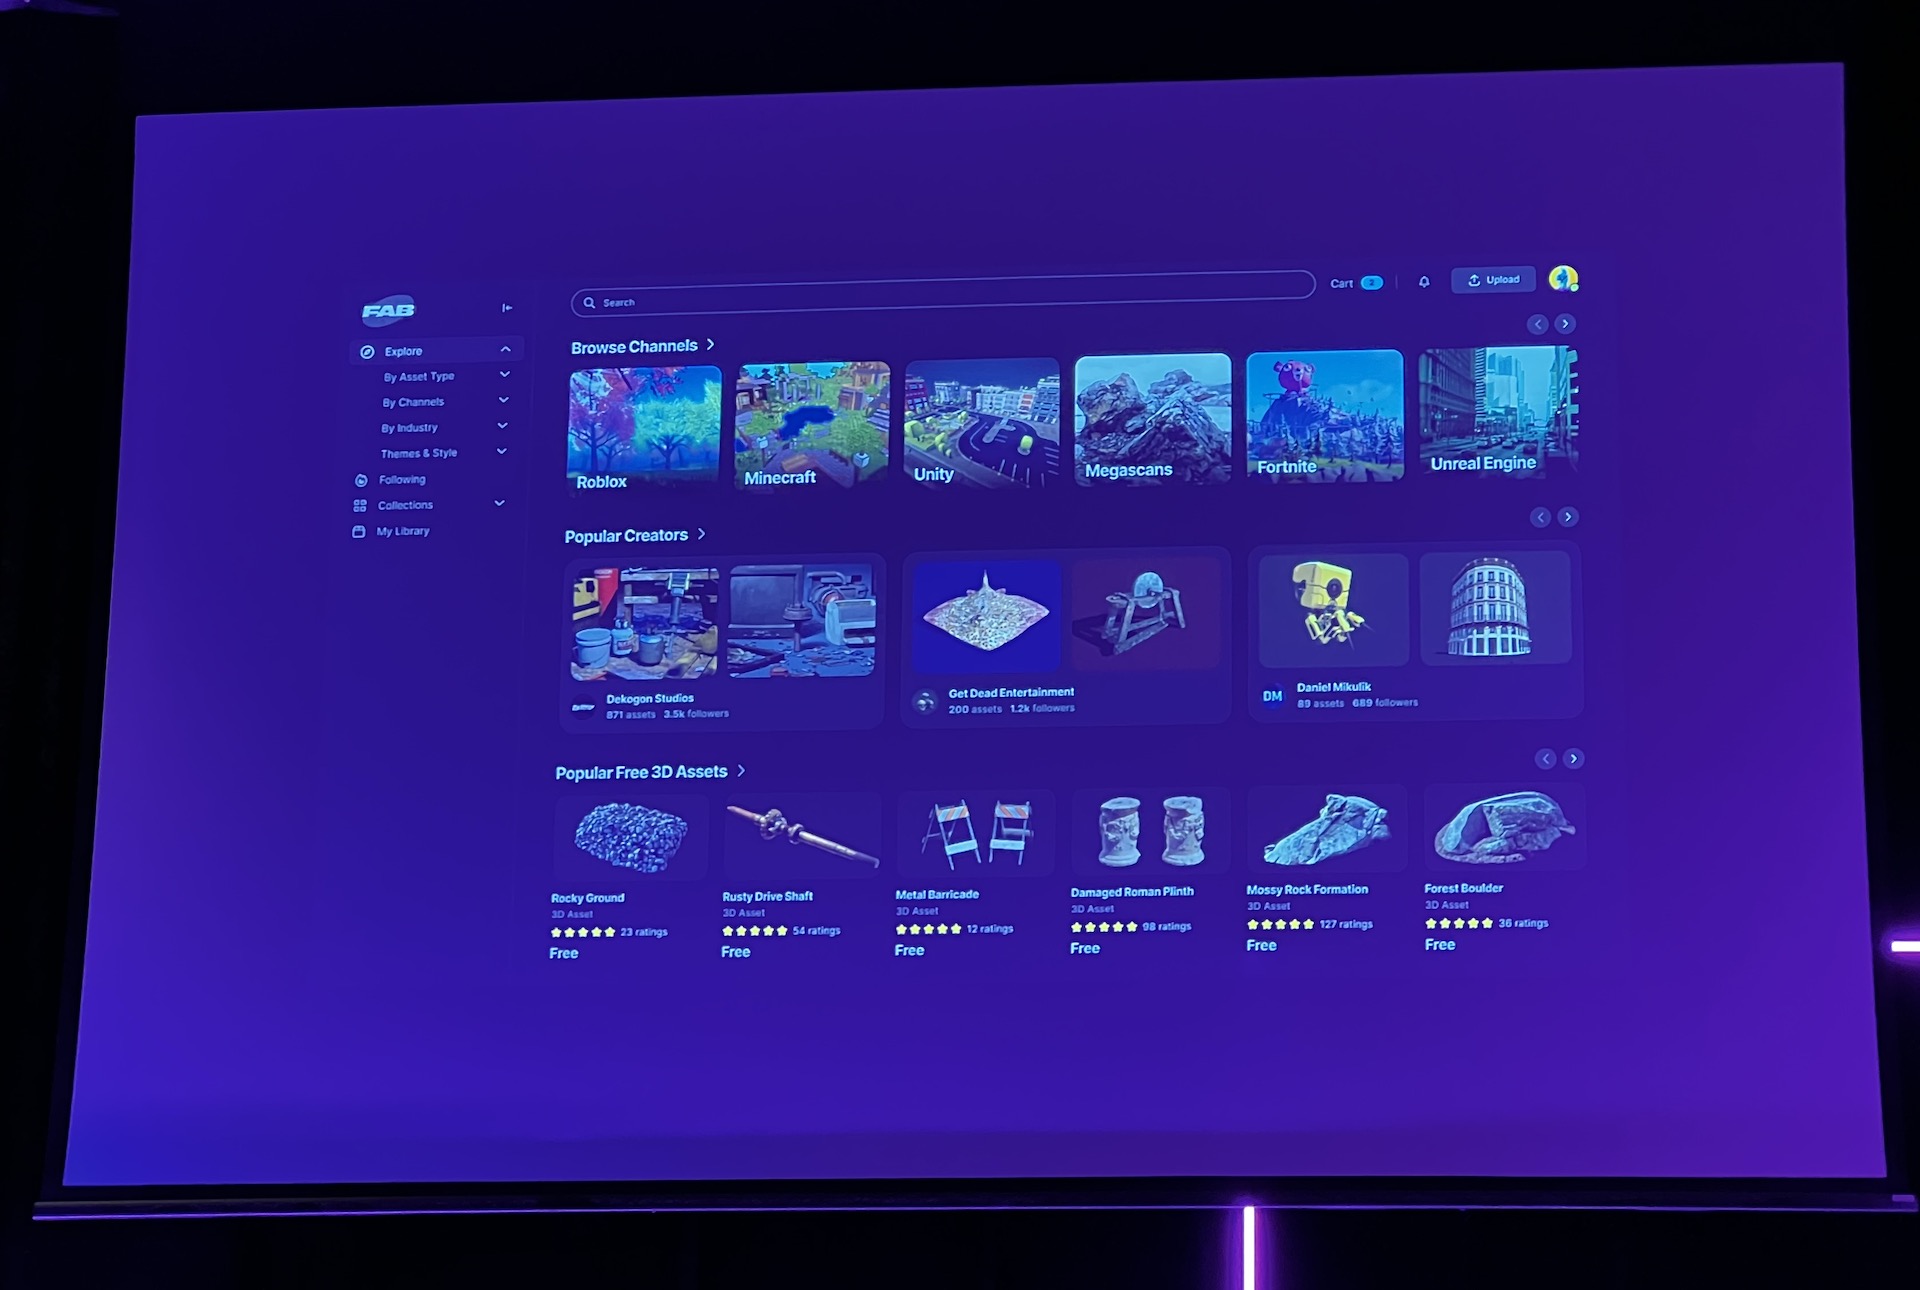 FAB
Explore
By Asset Type
By Channels
By Industry
Themes & Style
Following
Collections
My Library
Search
Cart 2
Upload
Browse Channels
Roblox
Minecraft
Unity
Megascans
Fortnite
Unreal Engine
Popular Creators
Dekogon Studios
871 assets 3.5k followers
Get Dead Entertainment
200 assets 1.2k followers
DM
Daniel Mikulik
89 assets 689 followers
Popular Free 3D Assets
Rocky Ground
3D Asset
23 ratings
Free
Rusty Drive Shaft
3D Asset
54 ratings
Free
Metal Barricade
3D Asset
12 ratings
Free
Damaged Roman Plinth
3D Asset
98 ratings
Free
Mossy Rock Formation
3D Asset
127 ratings
Free
Forest Boulder
3D Asset
36 ratings
Free